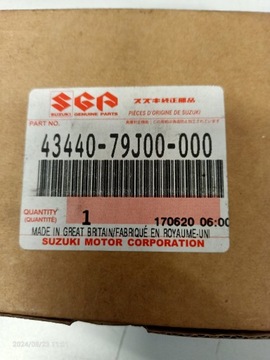 SGP スズキ純正部品
SUZUKI GENUINE PARTS PIÈCES D'ORIGINE DE SUZUKI
PART NO.
43440-79J00-000
QUANTITY
(QUANTITÉ) 1 170620 06:00
MADE IN GREAT BRITAIN/FABRIQUÉ EN ROYAUME-UNI
SUZUKI MOTOR CORPORATION